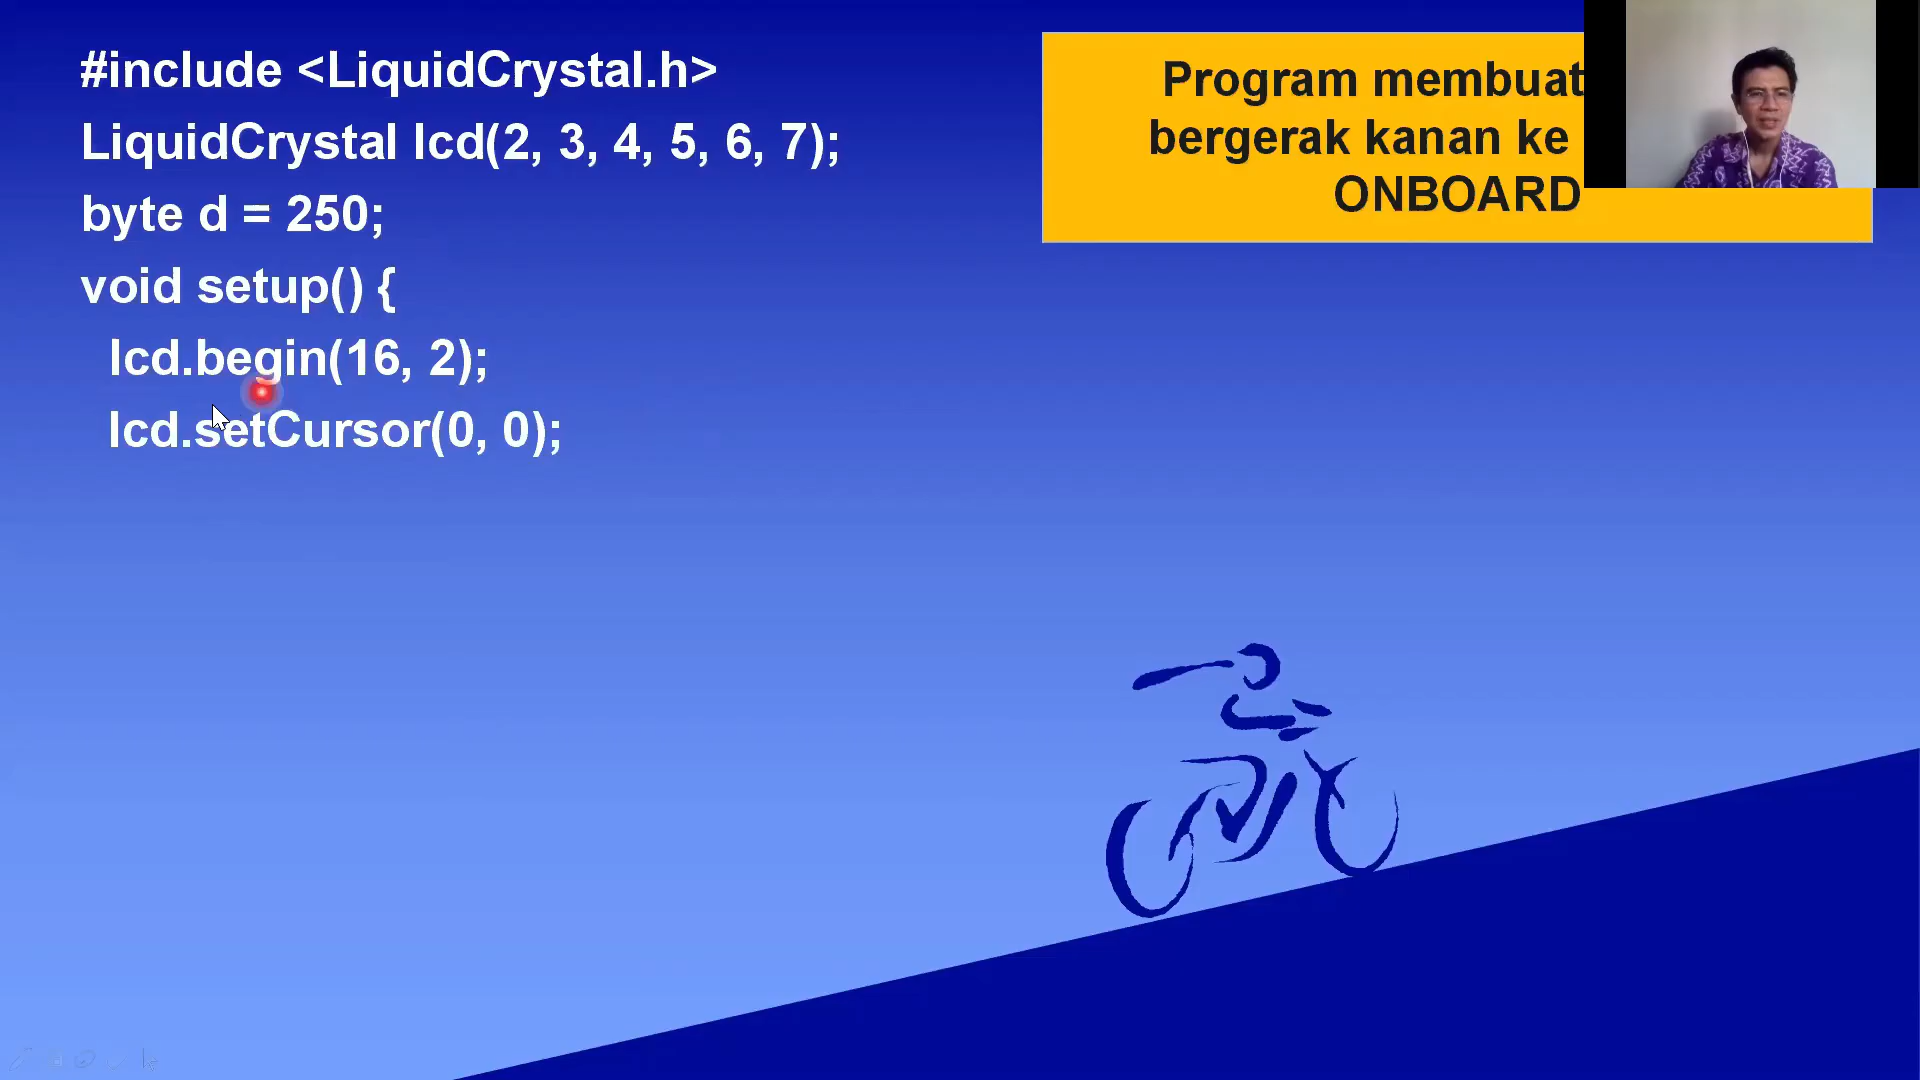 #include <LiquidCrystal.h>
LiquidCrystal lcd(2, 3, 4, 5, 6, 7);
byte d = 250;
void setup() {
lcd.begin(16, 2);
lcd.setCursor(0, 0);
Program membuat
bergerak kanan ke
ONBOARD